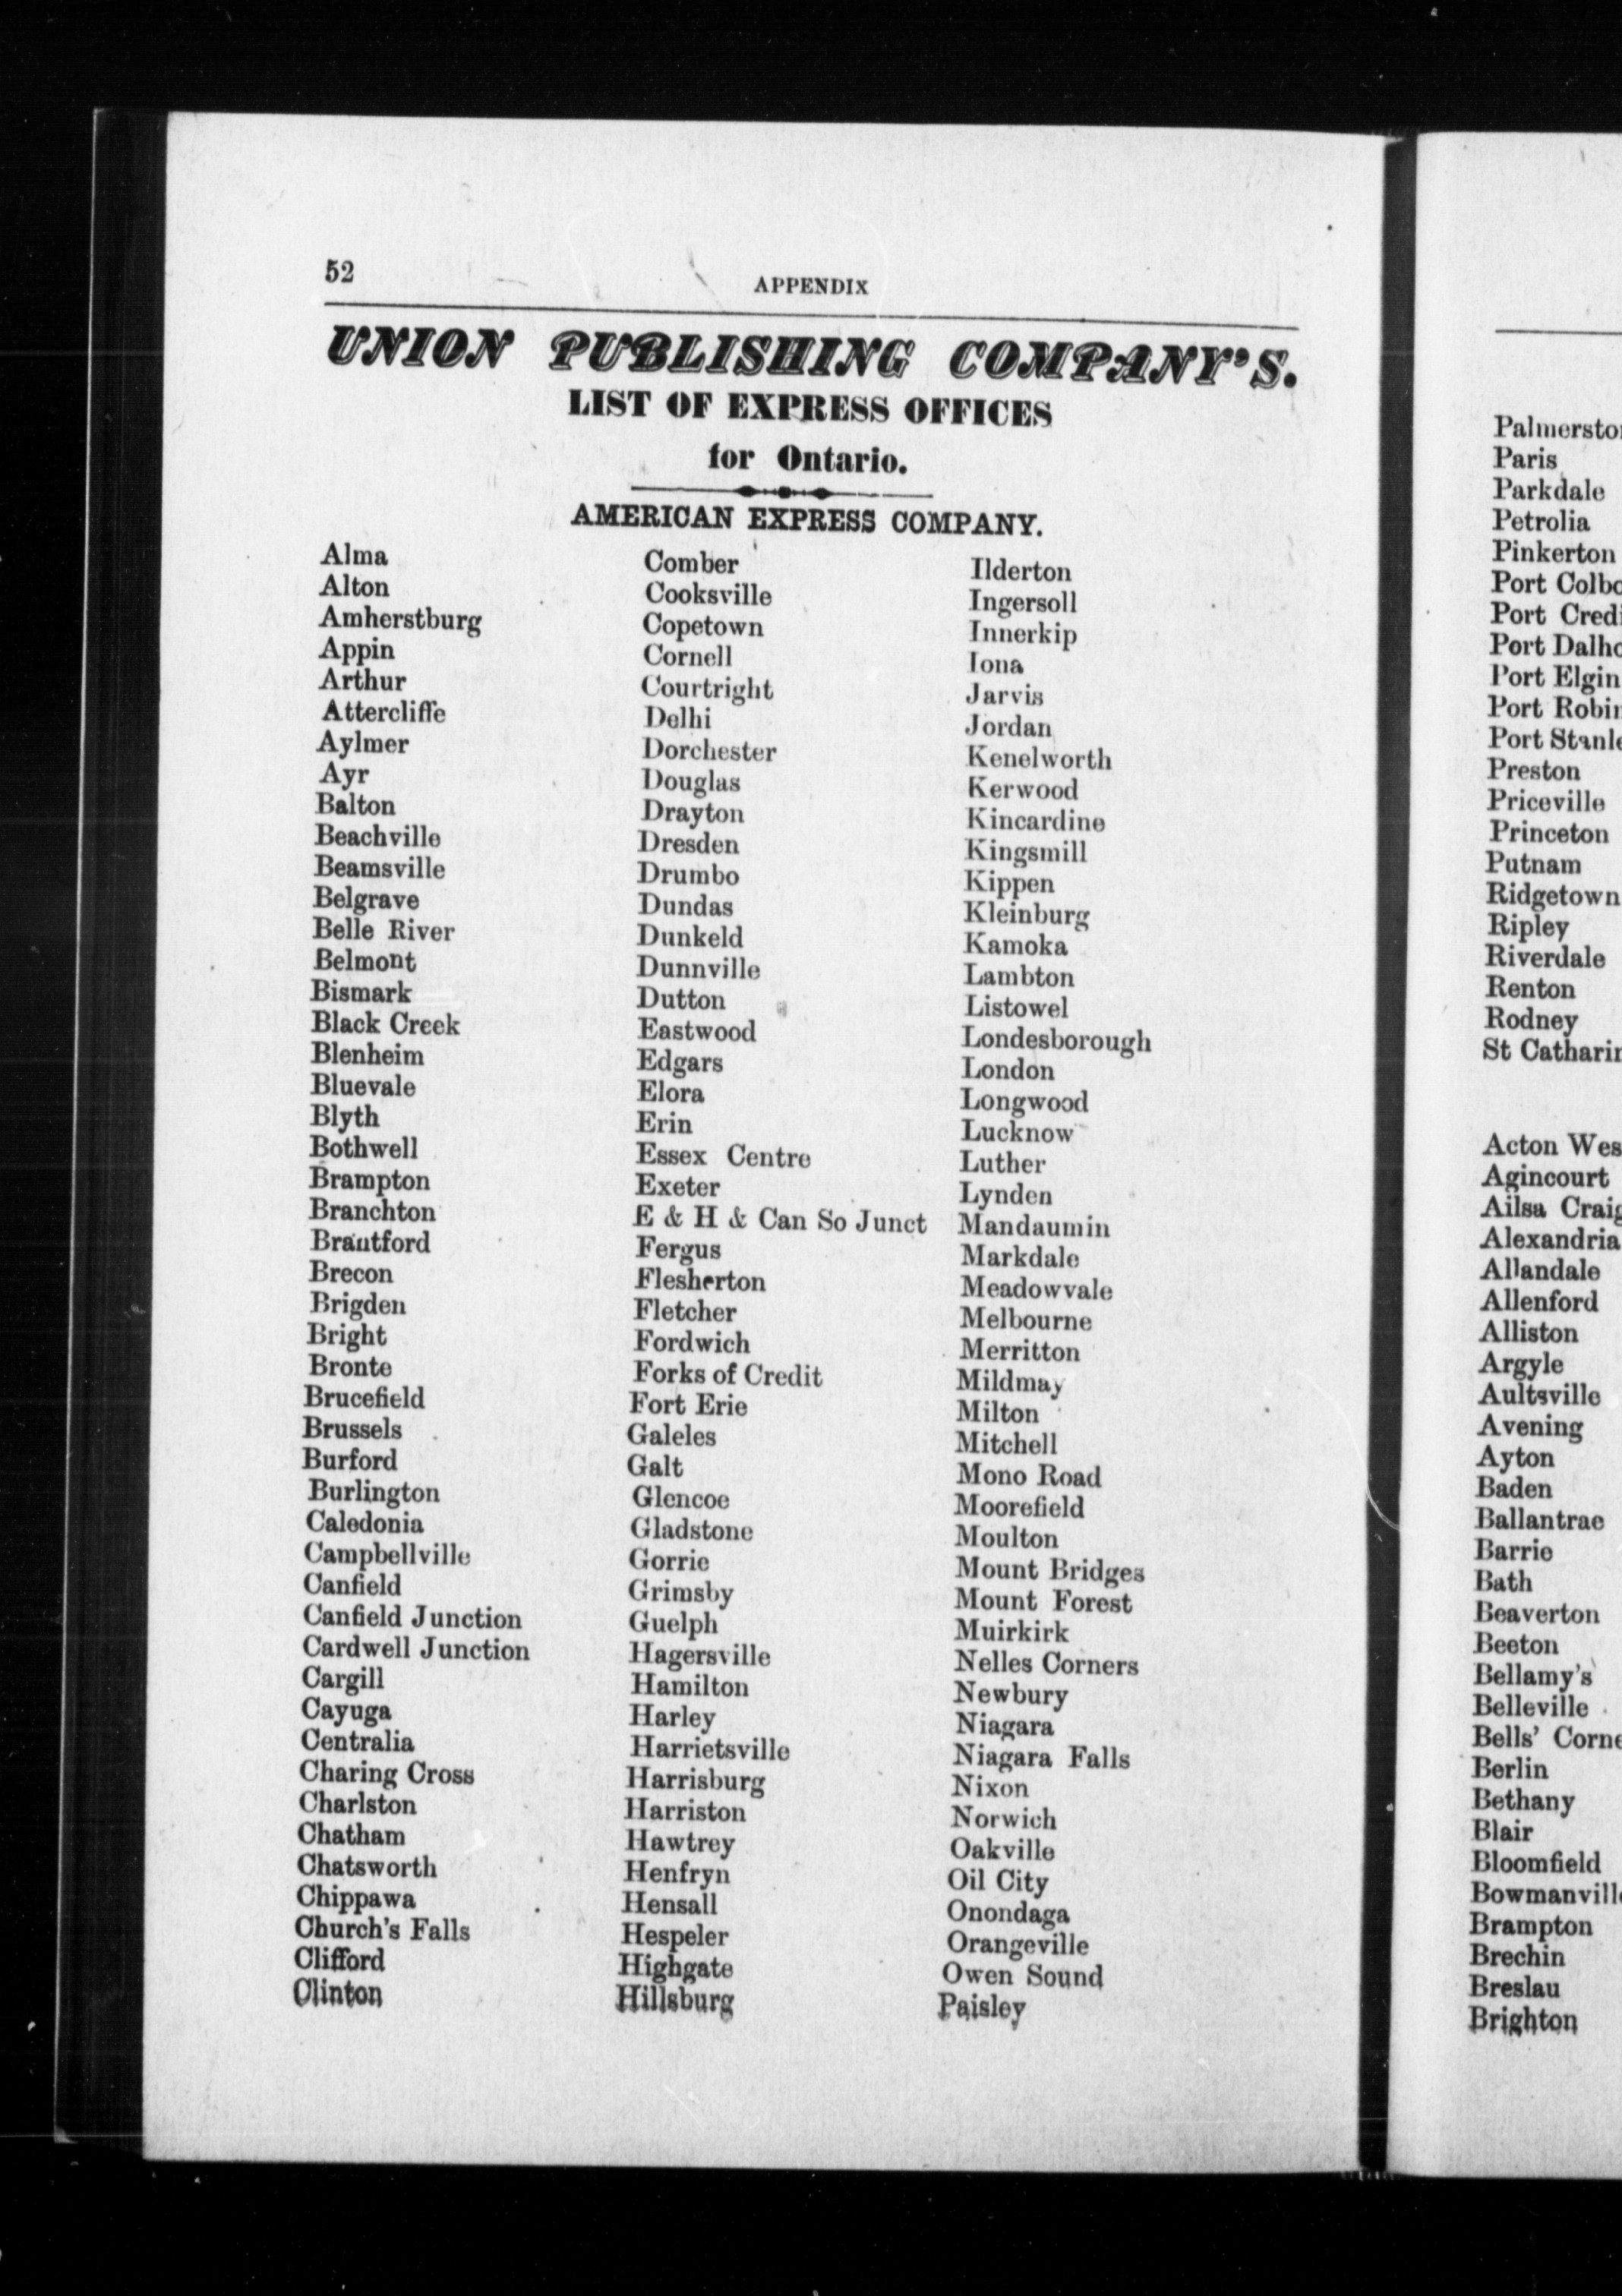 52
APPENDIX
UNION PUBLISHING COMPANY'S.
LIST OF EXPRESS OFFICES
for Ontario.
AMERICAN EXPRESS COMPANY.
Alma
Alton
Amherstburg
Appin
Arthur
Attercliffe
Aylmer
Ayr
Balton
Beachville
Beamsville
Belgrave
Belle River
Belmont
Bismark
Black Creek
Blenheim
Bluevale
Blyth
Bothwell
Brampton
Branchton
Brantford
Brecon
Brigden
Bright
Bronte
Brucefield
Brussels
Burford
Burlington
Caledonia
Campbellville
Canfield
Canfield Junction
Cardwell Junction
Cargill
Cayuga
Centralia
Charing Cross
Charlston
Chatham
Chatsworth
Chippawa
Church's Falls
Clifford
Clinton
Comber
Cooksville
Copetown
Cornell
Courtright
Delhi
Dorchester
Douglas
Drayton
Dresden
Drumbo
Dundas
Dunkeld
Dunnville
Dutton
Eastwood
Edgars
Elora
Erin
Essex Centre
Exeter
E & H & Can So Junct
Fergus
Flesherton
Fletcher
Fordwich
Forks of Credit
Fort Erie
Galeles
Galt
Glencoe
Gladstone
Gorrie
Grimsby
Guelph
Hagersville
Hamilton
Harley
Harrietsville
Harrisburg
Harriston
Hawtrey
Henfryn
Hensall
Hespeler
Highgate
Hillsburg
Ilderton
Ingersoll
Innerkip
Iona
Jarvis
Jordan
Kenelworth
Kerwood
Kincardine
Kingsmill
Kippen
Kleinburg
Kamoka
Lambton
Listowel
Londesborough
London
Longwood
Lucknow
Luther
Lynden
Mandaumin
Markdale
Meadowvale
Melbourne
Merritton
Mildmay
Milton
Mitchell
Mono Road
Moorefield
Moulton
Mount Bridges
Mount Forest
Muirkirk
Nelles Corners
Newbury
Niagara
Niagara Falls
Nixon
Norwich
Oakville
Oil City
Onondaga
Orangeville
Owen Sound
Paisley
Paris
Parkdale
Petrolia
Pinkerton
Port
Port
Port
Port Elgin
Port
Port
Preston
Priceville
Princeton
Putnam
Ridgetown
Ripley
Riverdale
Renton
Rodney
St
Acton
Agincourt
Ailsa
Alexandria
Allandale
Allenford
Alliston
Argyle
Aultsville
Avening
Ayton
Baden
Ballantrae
Barrie
Bath
Beaverton
Beeton
Bellamy's
Belleville
Bells'
Berlin
Bethany
Blair
Bloomfield
Brampton
Brechin
Breslau
Brighton